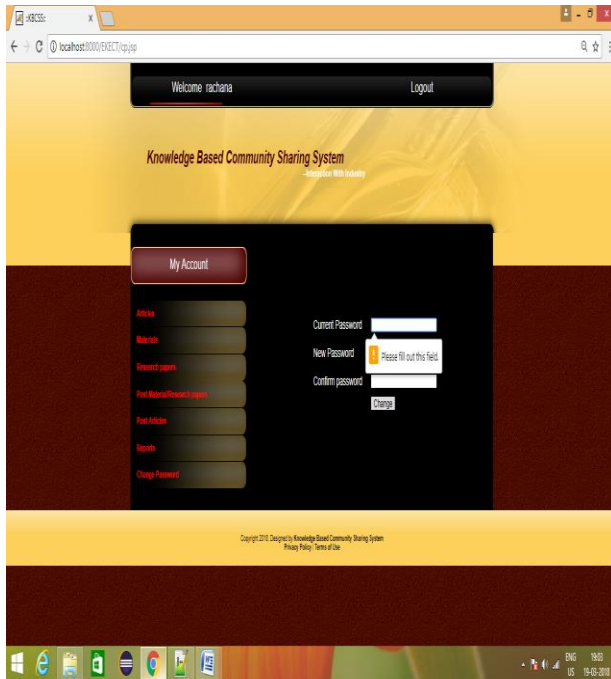 :KBCSS:
localhost:8000/EKECT/cp.jsp
Welcome rachana
Logout
Knowledge Based Community Sharing System
--Interaction With Industry
My Account
Articles
Materials
Research papers
Post Material/Research papers
Post Articles
Reports
Change Password
Current Password
New Password
! Please fill out this field.
Confirm password
Change
Copyright 2010. Designed by Knowledge Based Community Sharing System
Privacy Policy | Terms of Use
ENG 19:03
US 19-03-2018